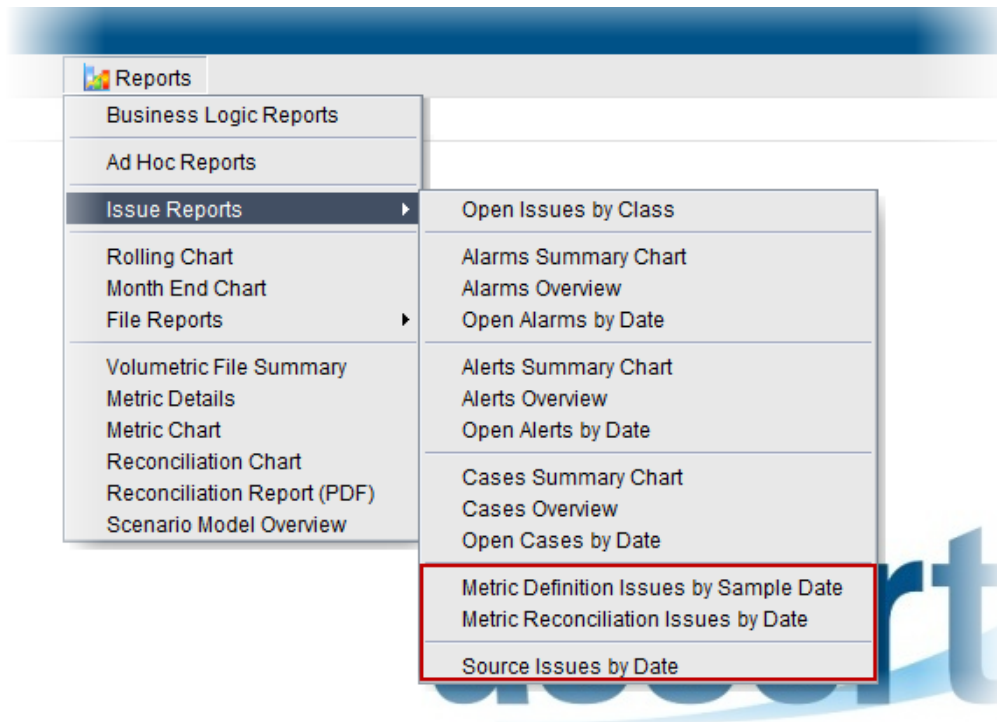 Reports
Business Logic Reports
Ad Hoc Reports
Issue Reports
Rolling Chart
Month End Chart
File Reports
Volumetric File Summary
Metric Details
Metric Chart
Reconciliation Chart
Reconciliation Report (PDF)
Scenario Model Overview
Open Issues by Class
Alarms Summary Chart
Alarms Overview
Open Alarms by Date
Alerts Summary Chart
Alerts Overview
Open Alerts by Date
Cases Summary Chart
Cases Overview
Open Cases by Date
Metric Definition Issues by Sample Date
Metric Reconciliation Issues by Date
Source Issues by Date